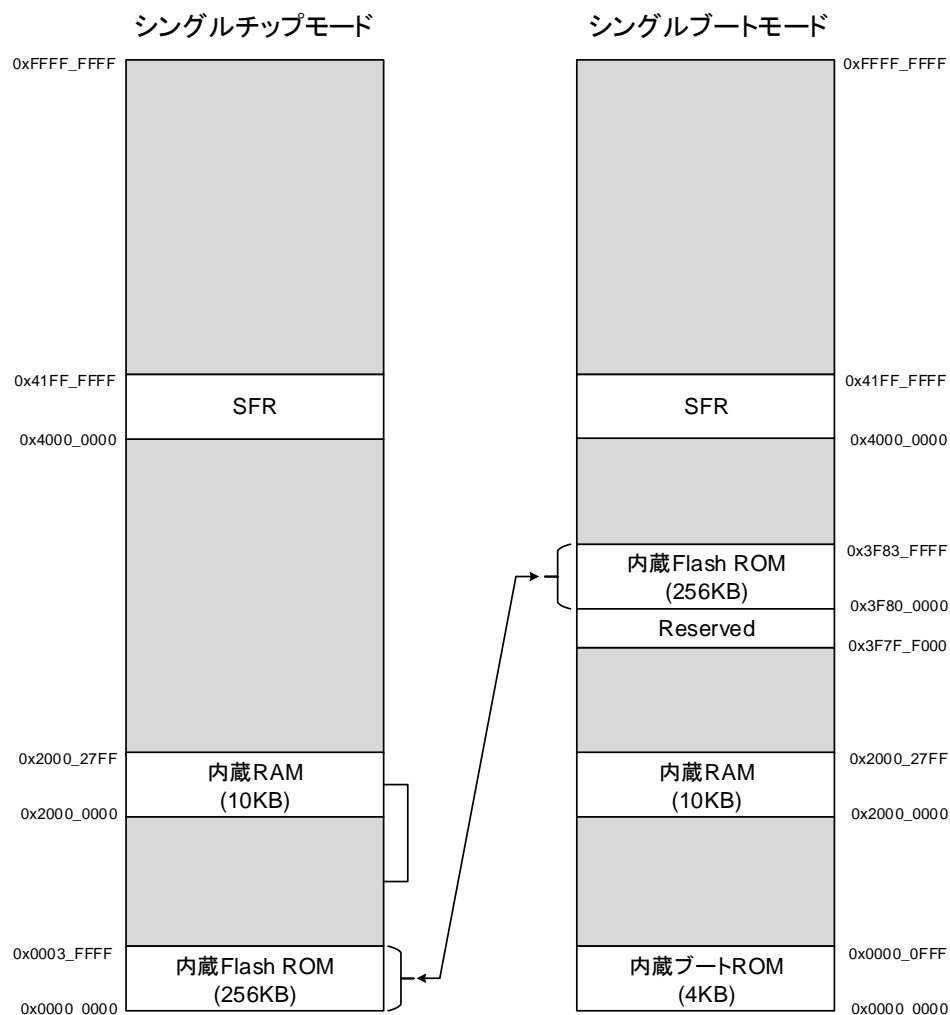 シングルチップモード
0xFFFF_FFFF
0x41FF_FFFF
SFR
0x4000_0000
0x2000_27FF
内蔵RAM
(10KB)
0x2000_0000
0x0003_FFFF
内蔵Flash ROM
(256KB)
0x0000_0000
シングルブートモード
0xFFFF_FFFF
0x41FF_FFFF
SFR
0x4000_0000
0x3F83_FFFF
内蔵Flash ROM
(256KB)
0x3F80_0000
Reserved
0x3F7F_F000
0x2000_27FF
内蔵RAM
(10KB)
0x2000_0000
0x0000_0FFF
内蔵ブートROM
(4KB)
0x0000_0000